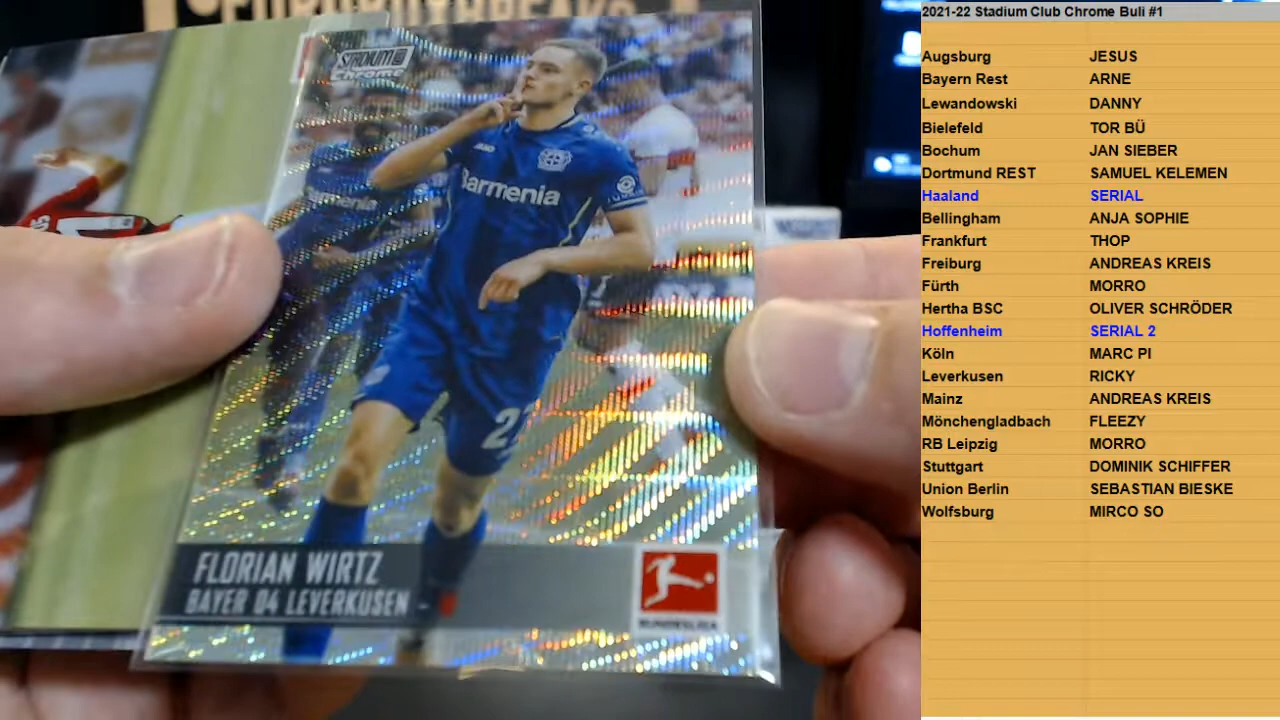 2021-22 Stadium Club Chrome Buli #1
Augsburg JESUS
Bayern Rest ARNE
Lewandowski DANNY
Bielefeld TOR BÜ
Bochum JAN SIEBER
Dortmund REST SAMUEL KELEMEN
Haaland SERIAL
Bellingham ANJA SOPHIE
Frankfurt THOP
Freiburg ANDREAS KREIS
Fürth MORRO
Hertha BSC OLIVER SCHRÖDER
Hoffenheim SERIAL 2
Köln MARC PI
Leverkusen RICKY
Mainz ANDREAS KREIS
Mönchengladbach FLEEZY
RB Leipzig MORRO
Stuttgart DOMINIK SCHIFFER
Union Berlin SEBASTIAN BIESKE
Wolfsburg MIRCO SO
STADIUM
Chrome
JAKO
Barmenia
FLORIAN WIRTZ
BAYER 04 LEVERKUSEN
BUNDESLIGA